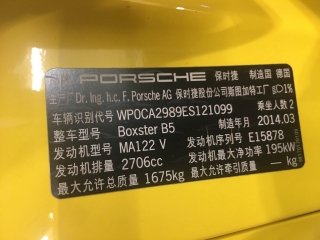 PORSCHE 保时捷 制造国 德国
生产厂 Dr. Ing. h.c. F. Porsche AG 保时捷股份公司斯图加特工厂
车辆识别代号 WP0CA2989ES121099 乘坐人数 2
整车型号 Boxster B5 制造年月 2014.03
发动机型号 MA122 V 发动机序列号 E15878
发动机排量 2706cc 发动机最大净功率 195kW
最大允许总质量 1675kg 最大允许牵引质量 — kg